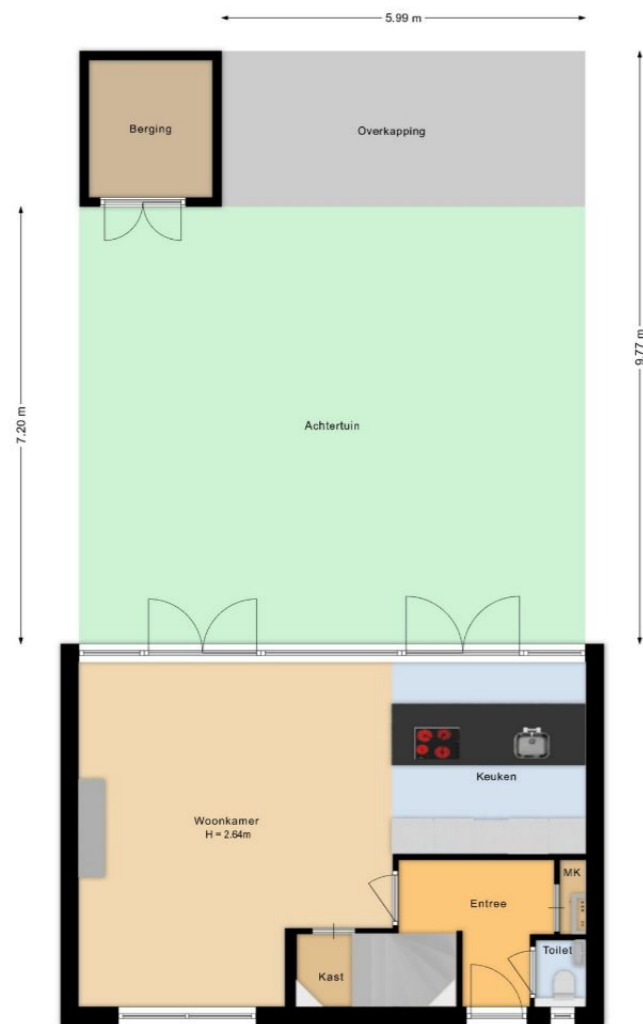 5.99 m
Berging
Overkapping
7.20 m
9.77 m
Achtertuin
Keuken
Woonkamer
H = 2.64m
MK
Entree
Toilet
Kast